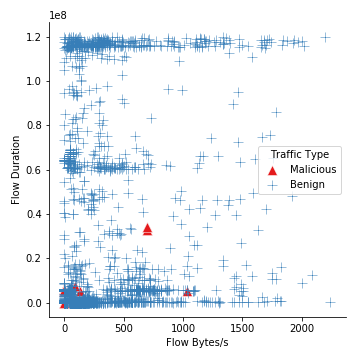 1e8
1.2
1.0
0.8
0.6
0.4
0.2
0.0
Flow Duration
Traffic Type
Malicious
Benign
0
500
1000
1500
2000
Flow Bytes/s